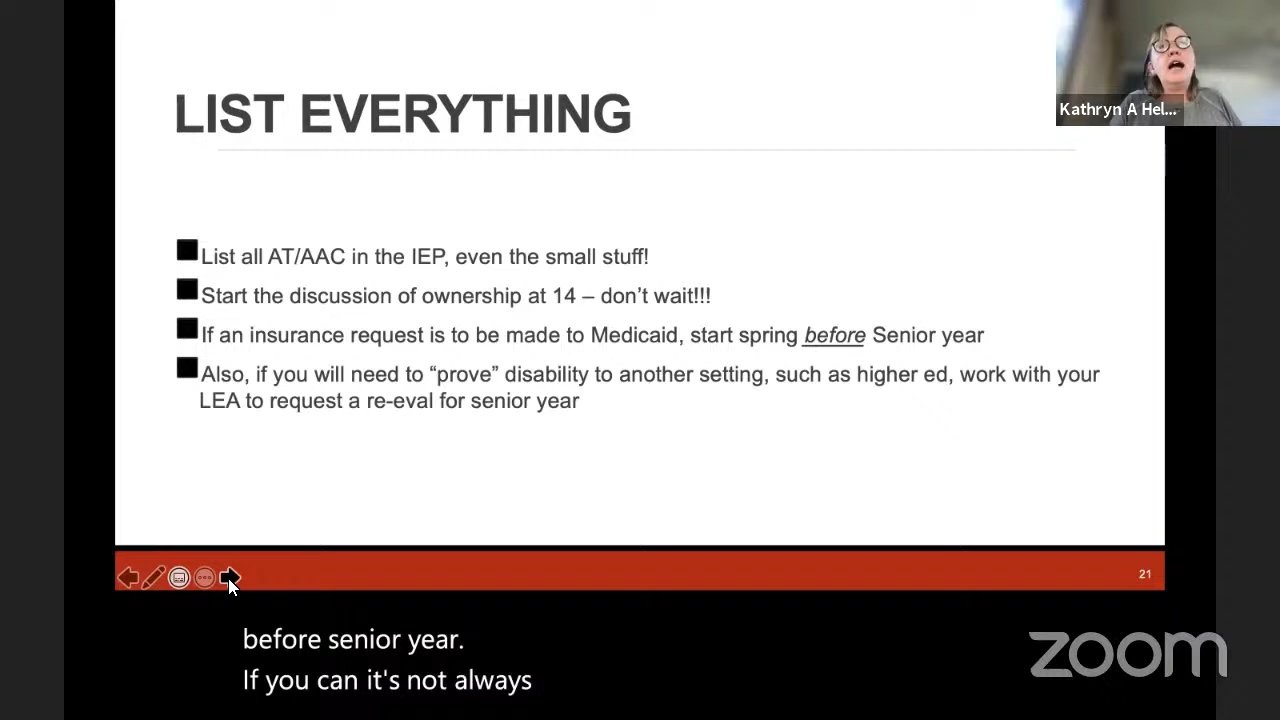 LIST EVERYTHING
Kathryn A Hel...
List all AT/AAC in the IEP, even the small stuff!
Start the discussion of ownership at 14 – don’t wait!!!
If an insurance request is to be made to Medicaid, start spring before Senior year
Also, if you will need to “prove” disability to another setting, such as higher ed, work with your
LEA to request a re-eval for senior year
21
before senior year.
If you can it's not always
zoom